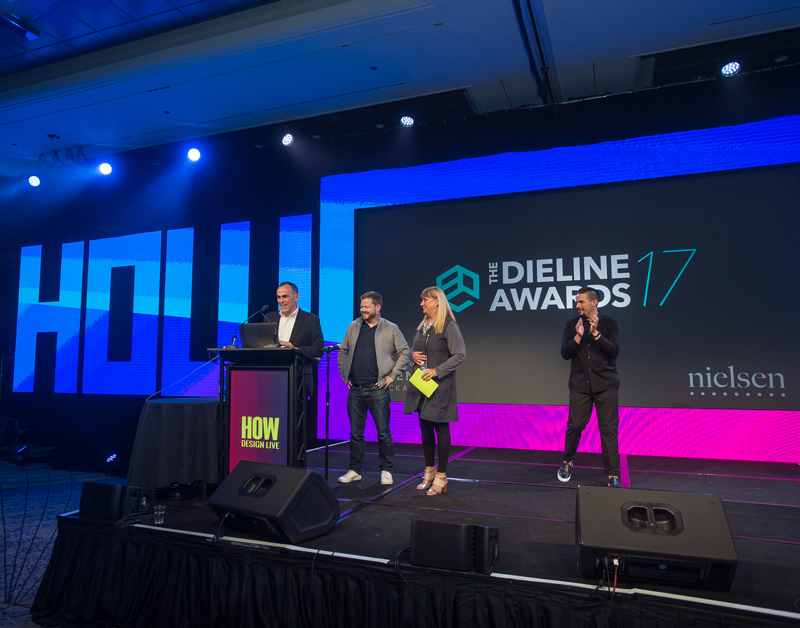 HOW
THE
DIELINE
AWARDS
17
nielsen
HOW
DESIGN LIVE